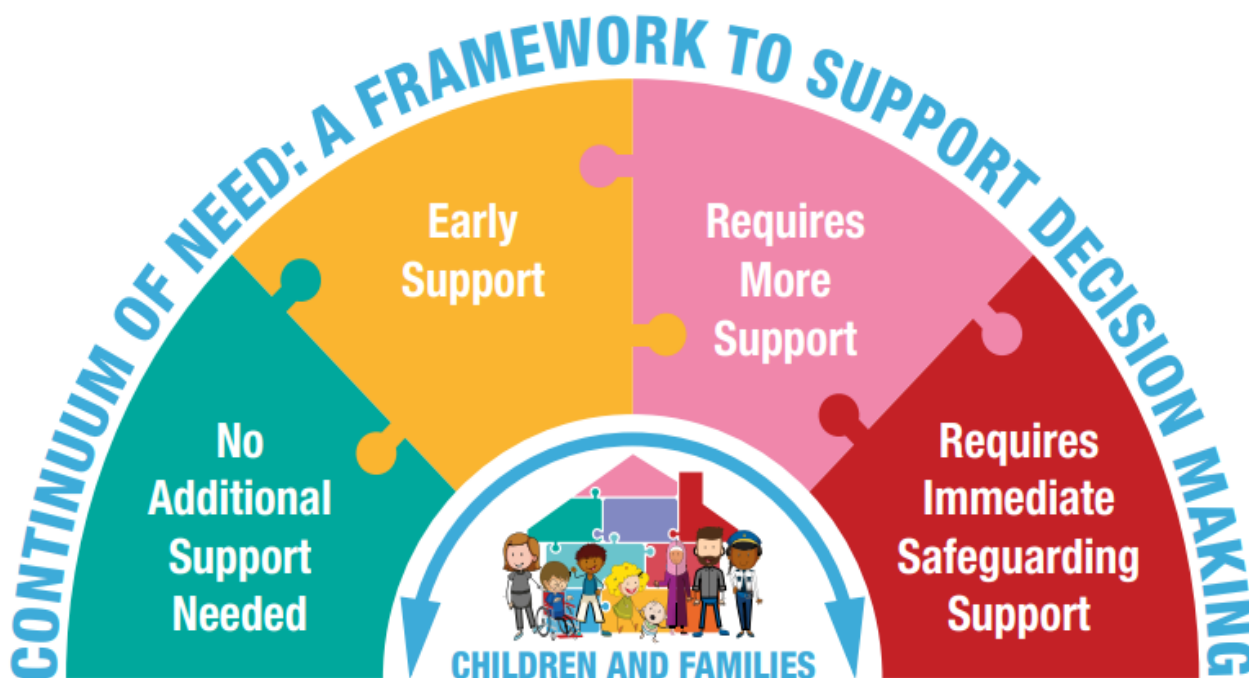 CONTINUUM OF NEED: A FRAMEWORK TO SUPPORT DECISION MAKING
No
Additional
Support
Needed
Early
Support
Requires
More
Support
Requires
Immediate
Safeguarding
Support
CHILDREN AND FAMILIES